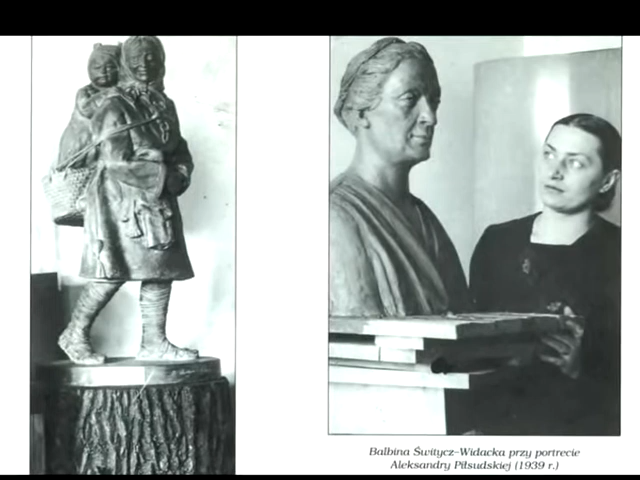 Balbina Świtycz-Widacka przy portrecie
Aleksandry Piłsudskiej (1939 r.)